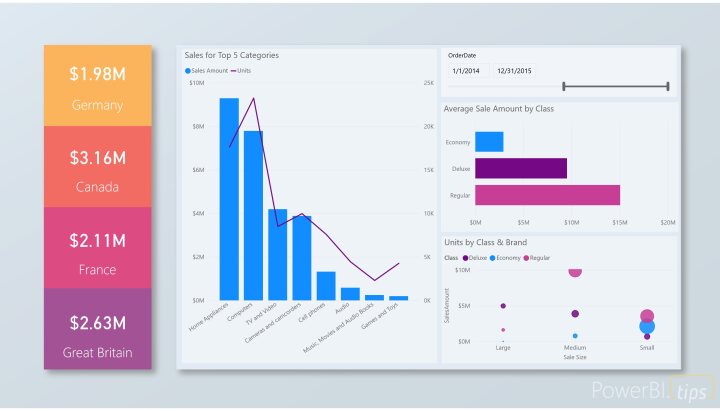 $1.98M
Germany
$3.16M
Canada
$2.11M
France
$2.63M
Great Britain
Sales for Top 5 Categories
Sales Amount Units
$10M
$8M
$6M
$4M
$2M
$0M
25K
20K
15K
10K
5K
0K
Home Appliances
Computers
TV and Video
Cameras and camcorders
Cell phones
Audio
Music, Movies and Audio Books
Games and Toys
OrderDate
1/1/2014 12/31/2015
Average Sale Amount by Class
Economy
Deluxe
Regular
$0M $5M $10M $15M $20M
Units by Class & Brand
Class Deluxe Economy Regular
SalesAmount
$10M
$5M
$0M
Large Medium Small
Sale Size
PowerBI.tips